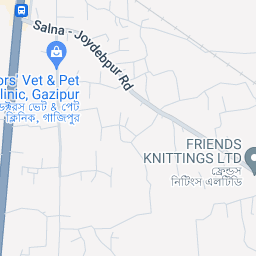 Salna - Joydebpur Rd
ors' Vet & Pet
linic, Gazipur
ভেট & পেট
ক্লিনিক, গাজিপুর
FRIENDS
KNITTINGS LTD
ফ্রেন্ডস
নিটিংস এলটিডি